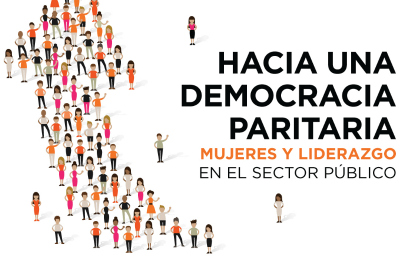 HACIA UNA
DEMOCRACIA
PARITARIA
MUJERES Y LIDERAZGO
EN EL SECTOR PÚBLICO